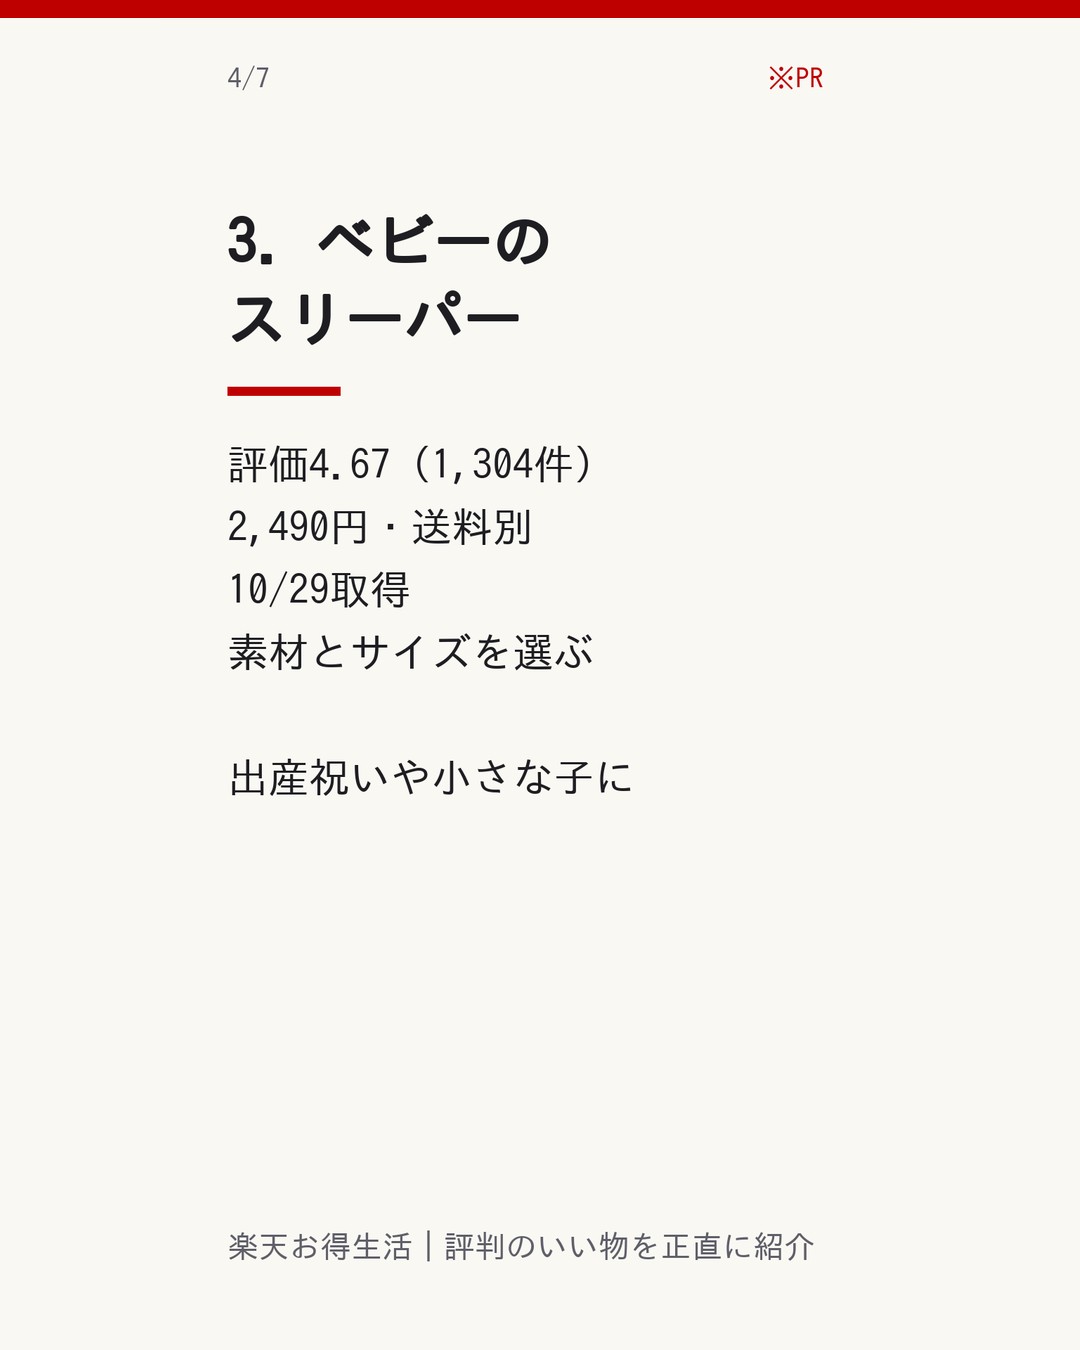 4/7
※PR
3. ベビーの
スリーパー
評価4.67（1,304件）
2,490円・送料別
10/29取得
素材とサイズを選ぶ
出産祝いや小さな子に
楽天お得生活｜評判のいい物を正直に紹介